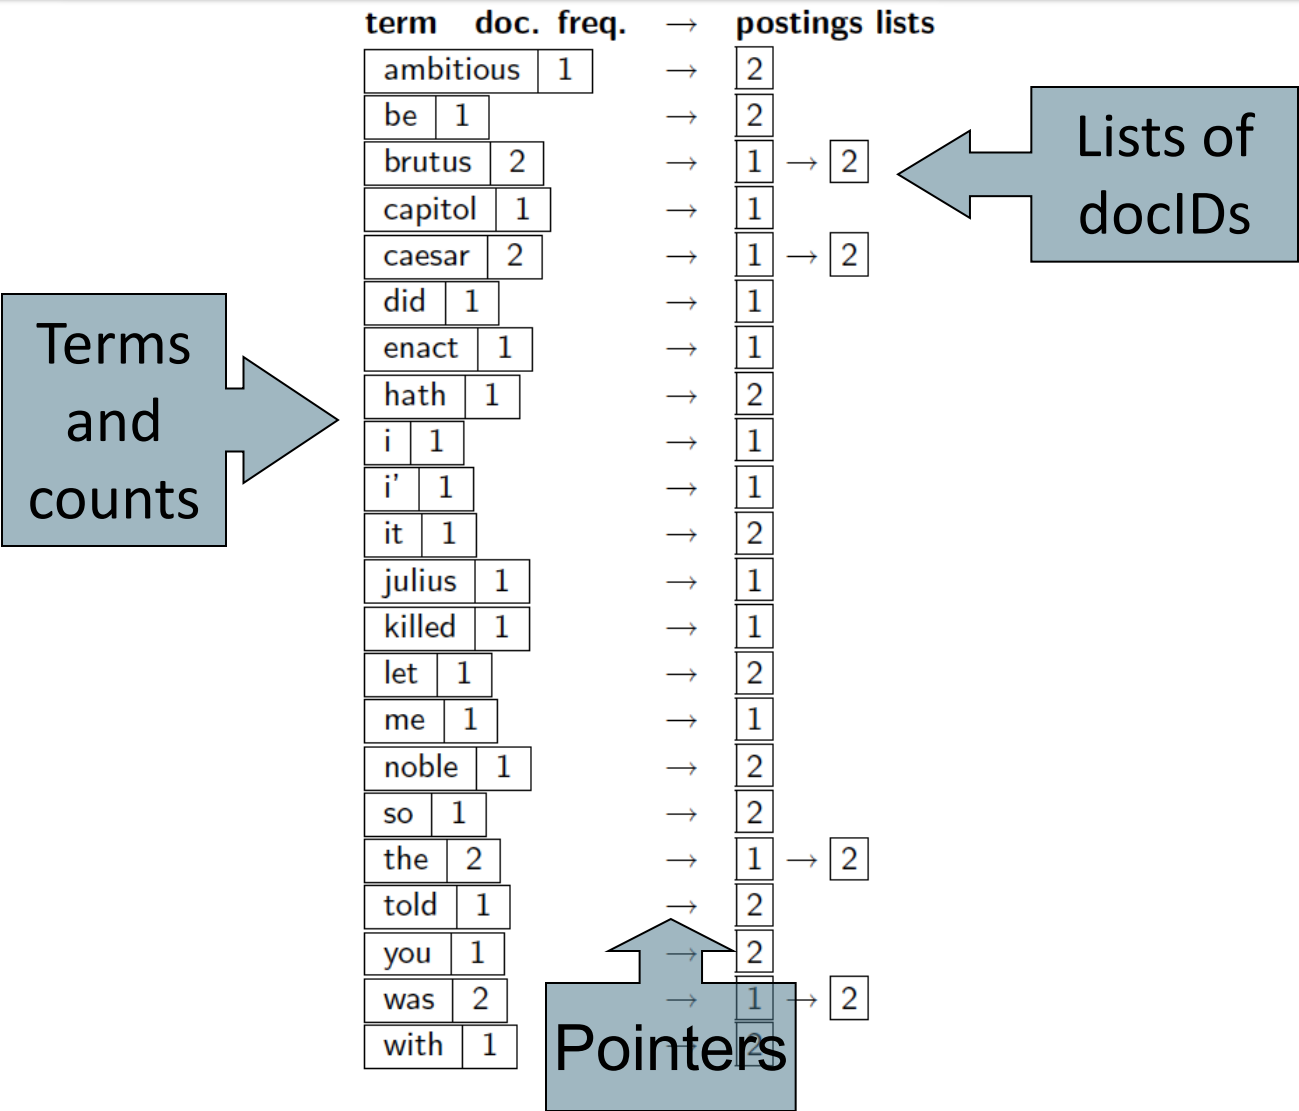 term doc. freq. → postings lists
ambitious 1 → 2
be 1 → 2
brutus 2 → 1 → 2
capitol 1 → 1
caesar 2 → 1 → 2
did 1 → 1
enact 1 → 1
hath 1 → 2
i 1 → 1
i' 1 → 1
it 1 → 2
julius 1 → 1
killed 1 → 1
let 1 → 2
me 1 → 1
noble 1 → 2
so 1 → 2
the 2 → 1 → 2
told 1 → 2
you 1 → 2
was 2 → 1 → 2
with 1 → 2
Terms
and
counts
Lists of
docIDs
Pointers